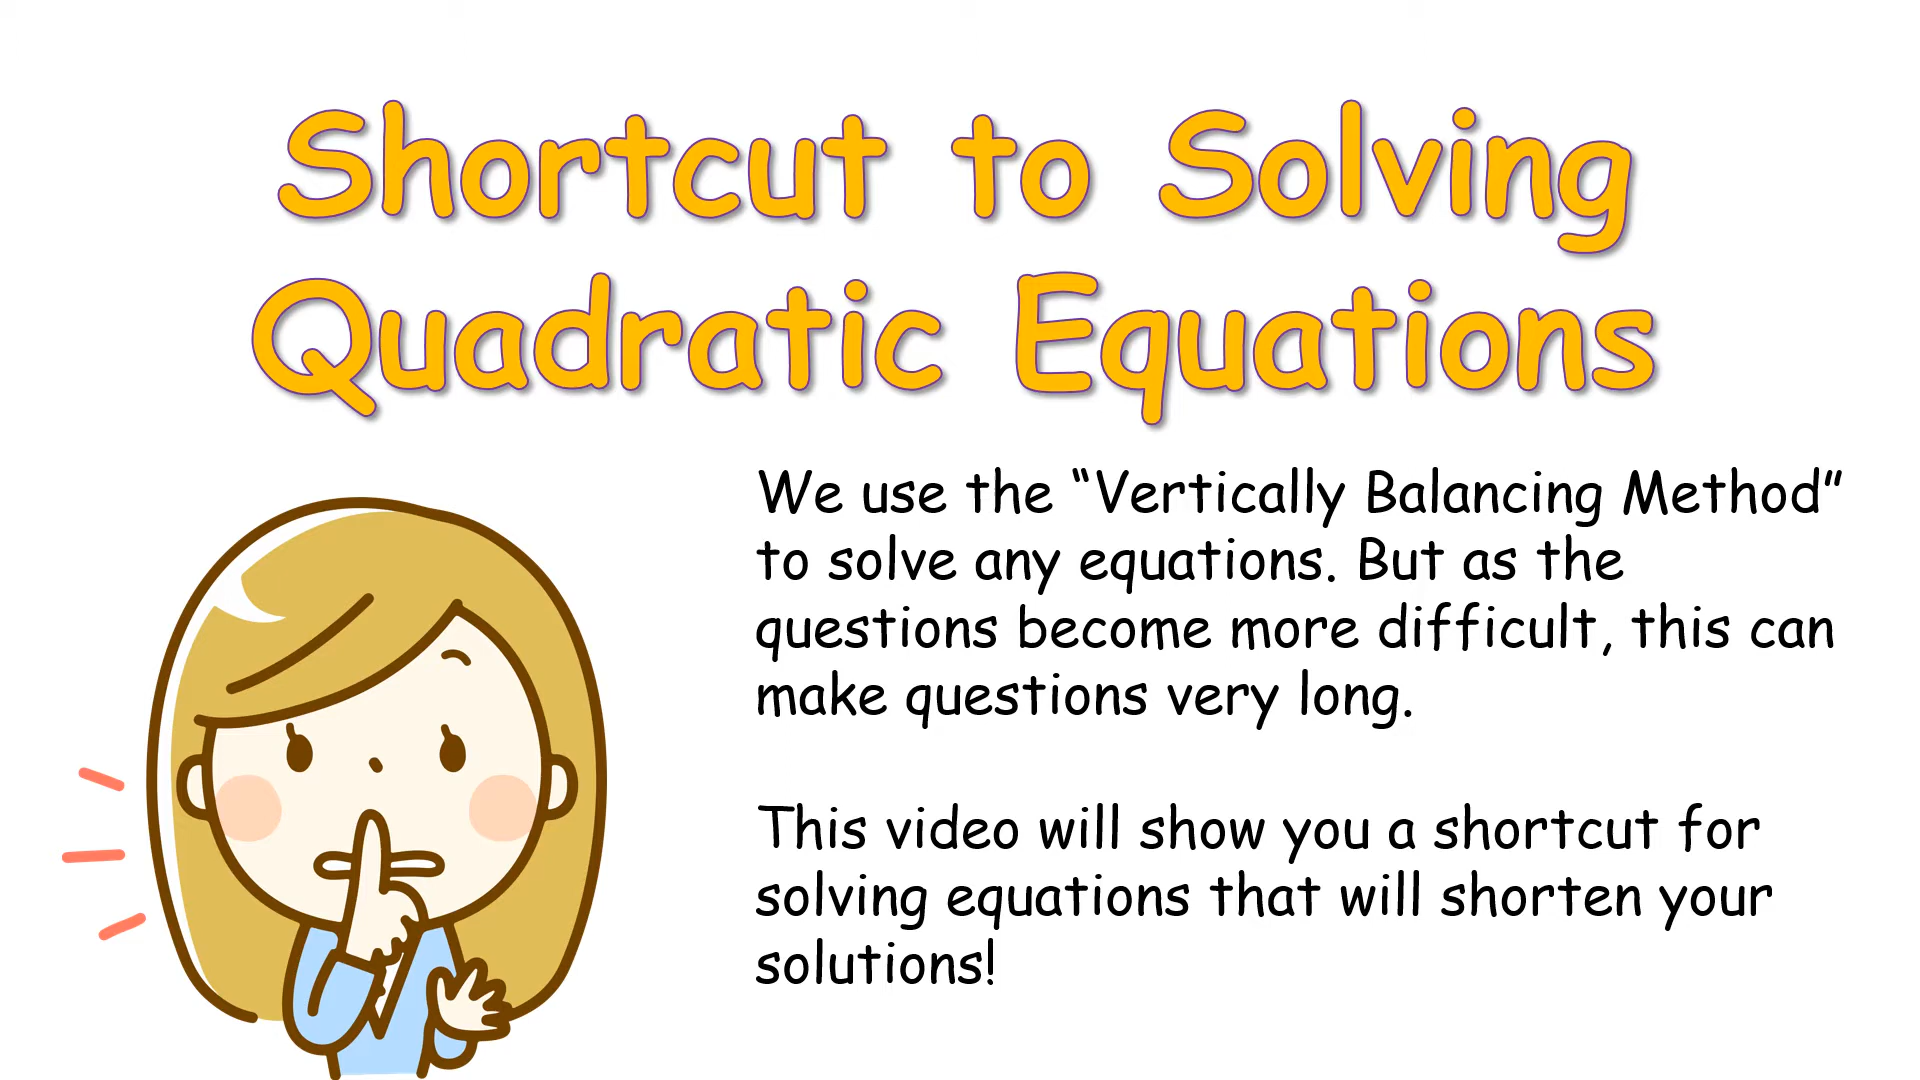 Shortcut to Solving
Quadratic Equations
We use the “Vertically Balancing Method”
to solve any equations. But as the
questions become more difficult, this can
make questions very long.
This video will show you a shortcut for
solving equations that will shorten your
solutions!